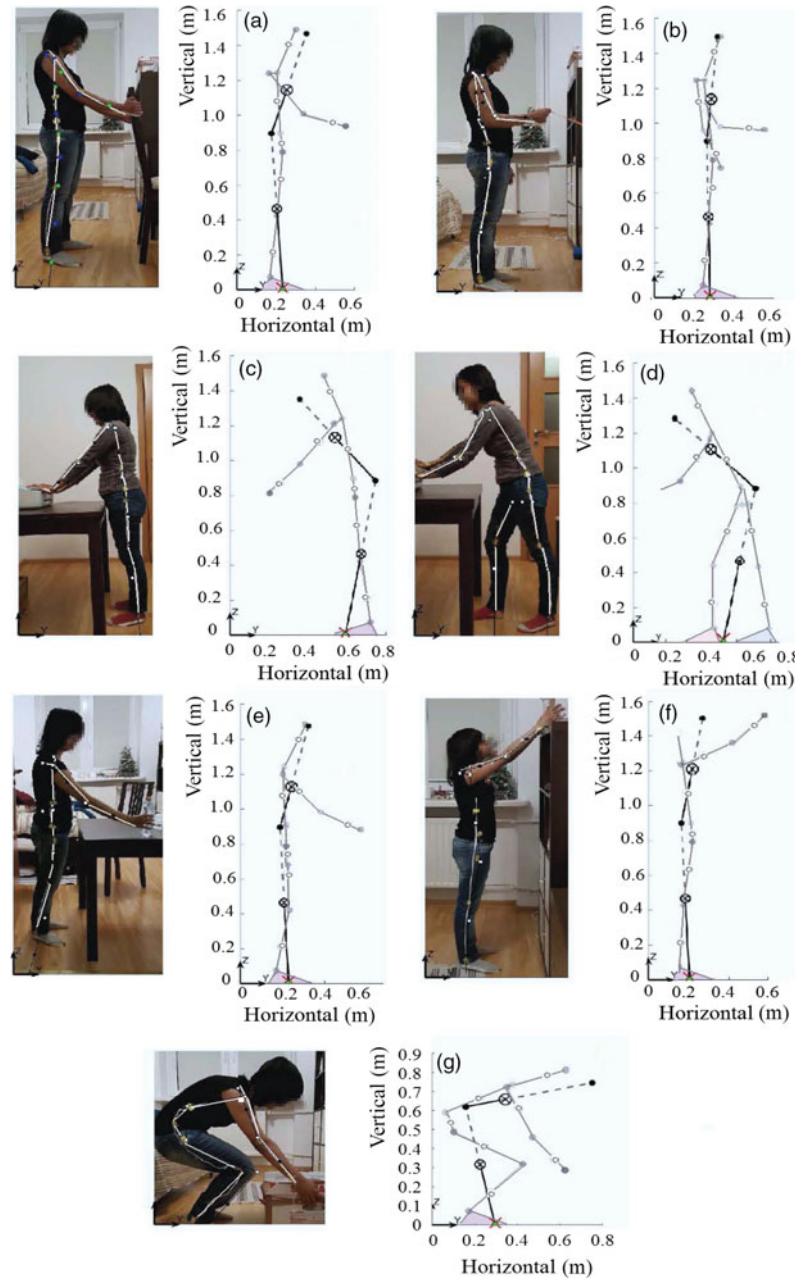 (a)
Vertical (m)
1.6
1.4
1.2
1.0
0.8
0.6
0.4
0.2
0
Z
Y
0 0.2 0.4 0.6
Horizontal (m)
Z
Y
(b)
Vertical (m)
1.6
1.4
1.2
1.0
0.8
0.6
0.4
0.2
0
Z
Y
0 0.2 0.4 0.6
Horizontal (m)
Z
Y
(c)
Vertical (m)
1.6
1.4
1.2
1.0
0.8
0.6
0.4
0.2
0
Z
Y
0 0.2 0.4 0.6 0.8
Horizontal (m)
Z
Y
(d)
Vertical (m)
1.6
1.4
1.2
1.0
0.8
0.6
0.4
0.2
0
Z
Y
0 0.2 0.4 0.6 0.8
Horizontal (m)
Z
Y
(e)
Vertical (m)
1.6
1.4
1.2
1.0
0.8
0.6
0.4
0.2
0
Z
Y
0 0.2 0.4 0.6
Horizontal (m)
Z
Y
(f)
Vertical (m)
1.6
1.4
1.2
1.0
0.8
0.6
0.4
0.2
0
Z
Y
0 0.2 0.4 0.6
Horizontal (m)
Z
Y
(g)
Vertical (m)
0.9
0.8
0.7
0.6
0.5
0.4
0.3
0.2
0.1
0
Z
Y
0 0.2 0.4 0.6 0.8
Horizontal (m)
Z
Y